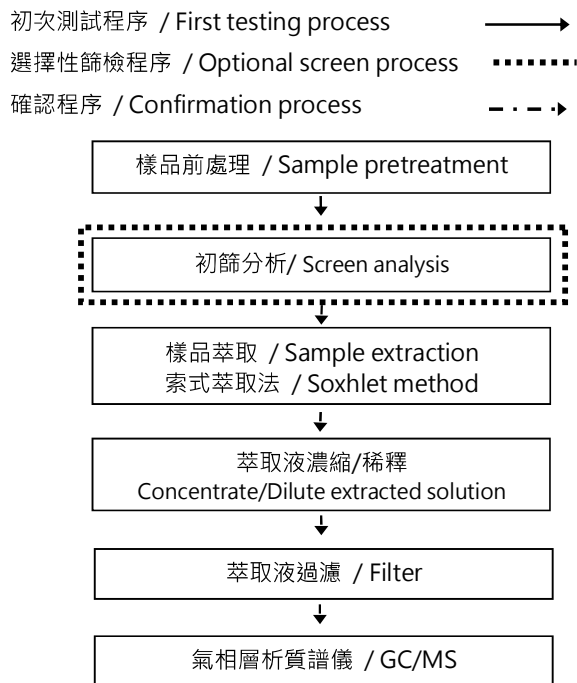 初次測試程序 / First testing process
選擇性篩檢程序 / Optional screen process
確認程序 / Confirmation process
樣品前處理 / Sample pretreatment
初篩分析/ Screen analysis
樣品萃取 / Sample extraction
索式萃取法 / Soxhlet method
萃取液濃縮/稀釋
Concentrate/Dilute extracted solution
萃取液過濾 / Filter
氣相層析質譜儀 / GC/MS